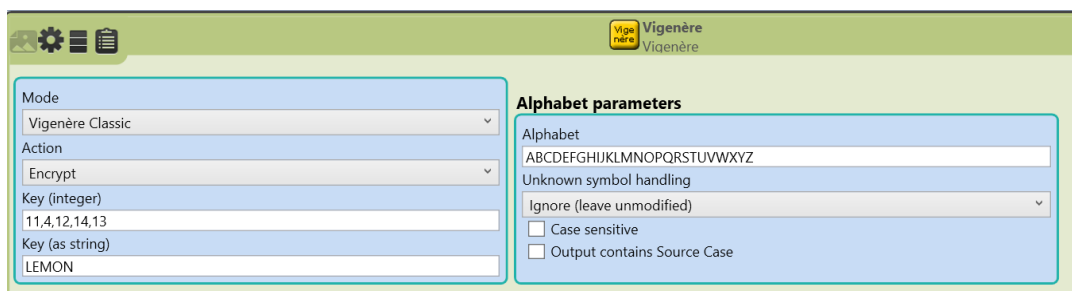 Vige
nère
Vigenère
Vigenère
Mode
Vigenère Classic
Action
Encrypt
Key (integer)
11,4,12,14,13
Key (as string)
LEMON
Alphabet parameters
Alphabet
ABCDEFGHIJKLMNOPQRSTUVWXYZ
Unknown symbol handling
Ignore (leave unmodified)
Case sensitive
Output contains Source Case